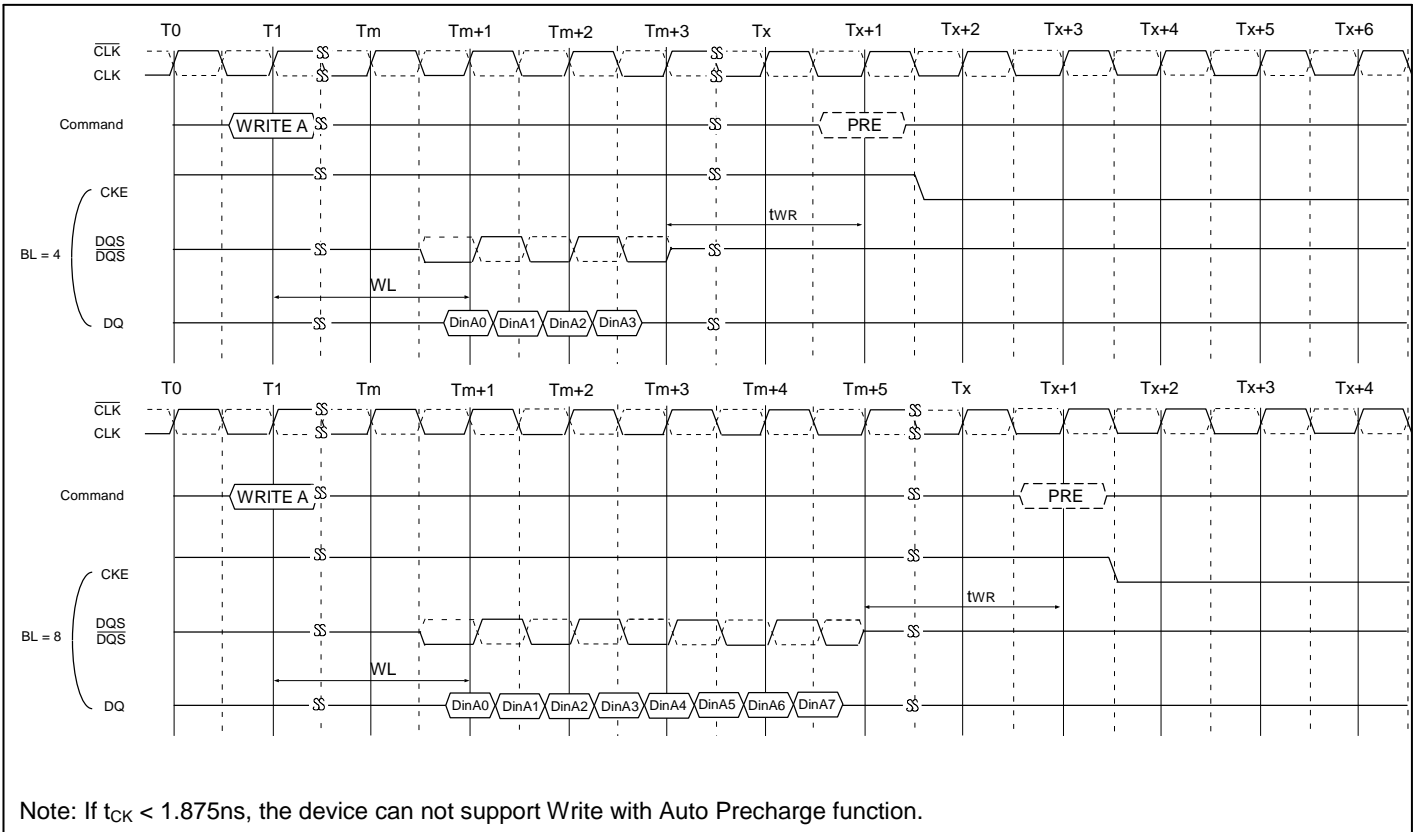 T0 T1 Tm Tm+1 Tm+2 Tm+3 Tx Tx+1 Tx+2 Tx+3 Tx+4 Tx+5 Tx+6
CLK
CLK
Command WRITE A PRE
CKE
tWR
BL = 4
DQS
DQS
WL
DQ DinA0 DinA1 DinA2 DinA3
T0 T1 Tm Tm+1 Tm+2 Tm+3 Tm+4 Tm+5 Tx Tx+1 Tx+2 Tx+3 Tx+4
CLK
CLK
Command WRITE A PRE
CKE
tWR
BL = 8
DQS
DQS
WL
DQ DinA0 DinA1 DinA2 DinA3 DinA4 DinA5 DinA6 DinA7
Note: If tCK < 1.875ns, the device can not support Write with Auto Precharge function.